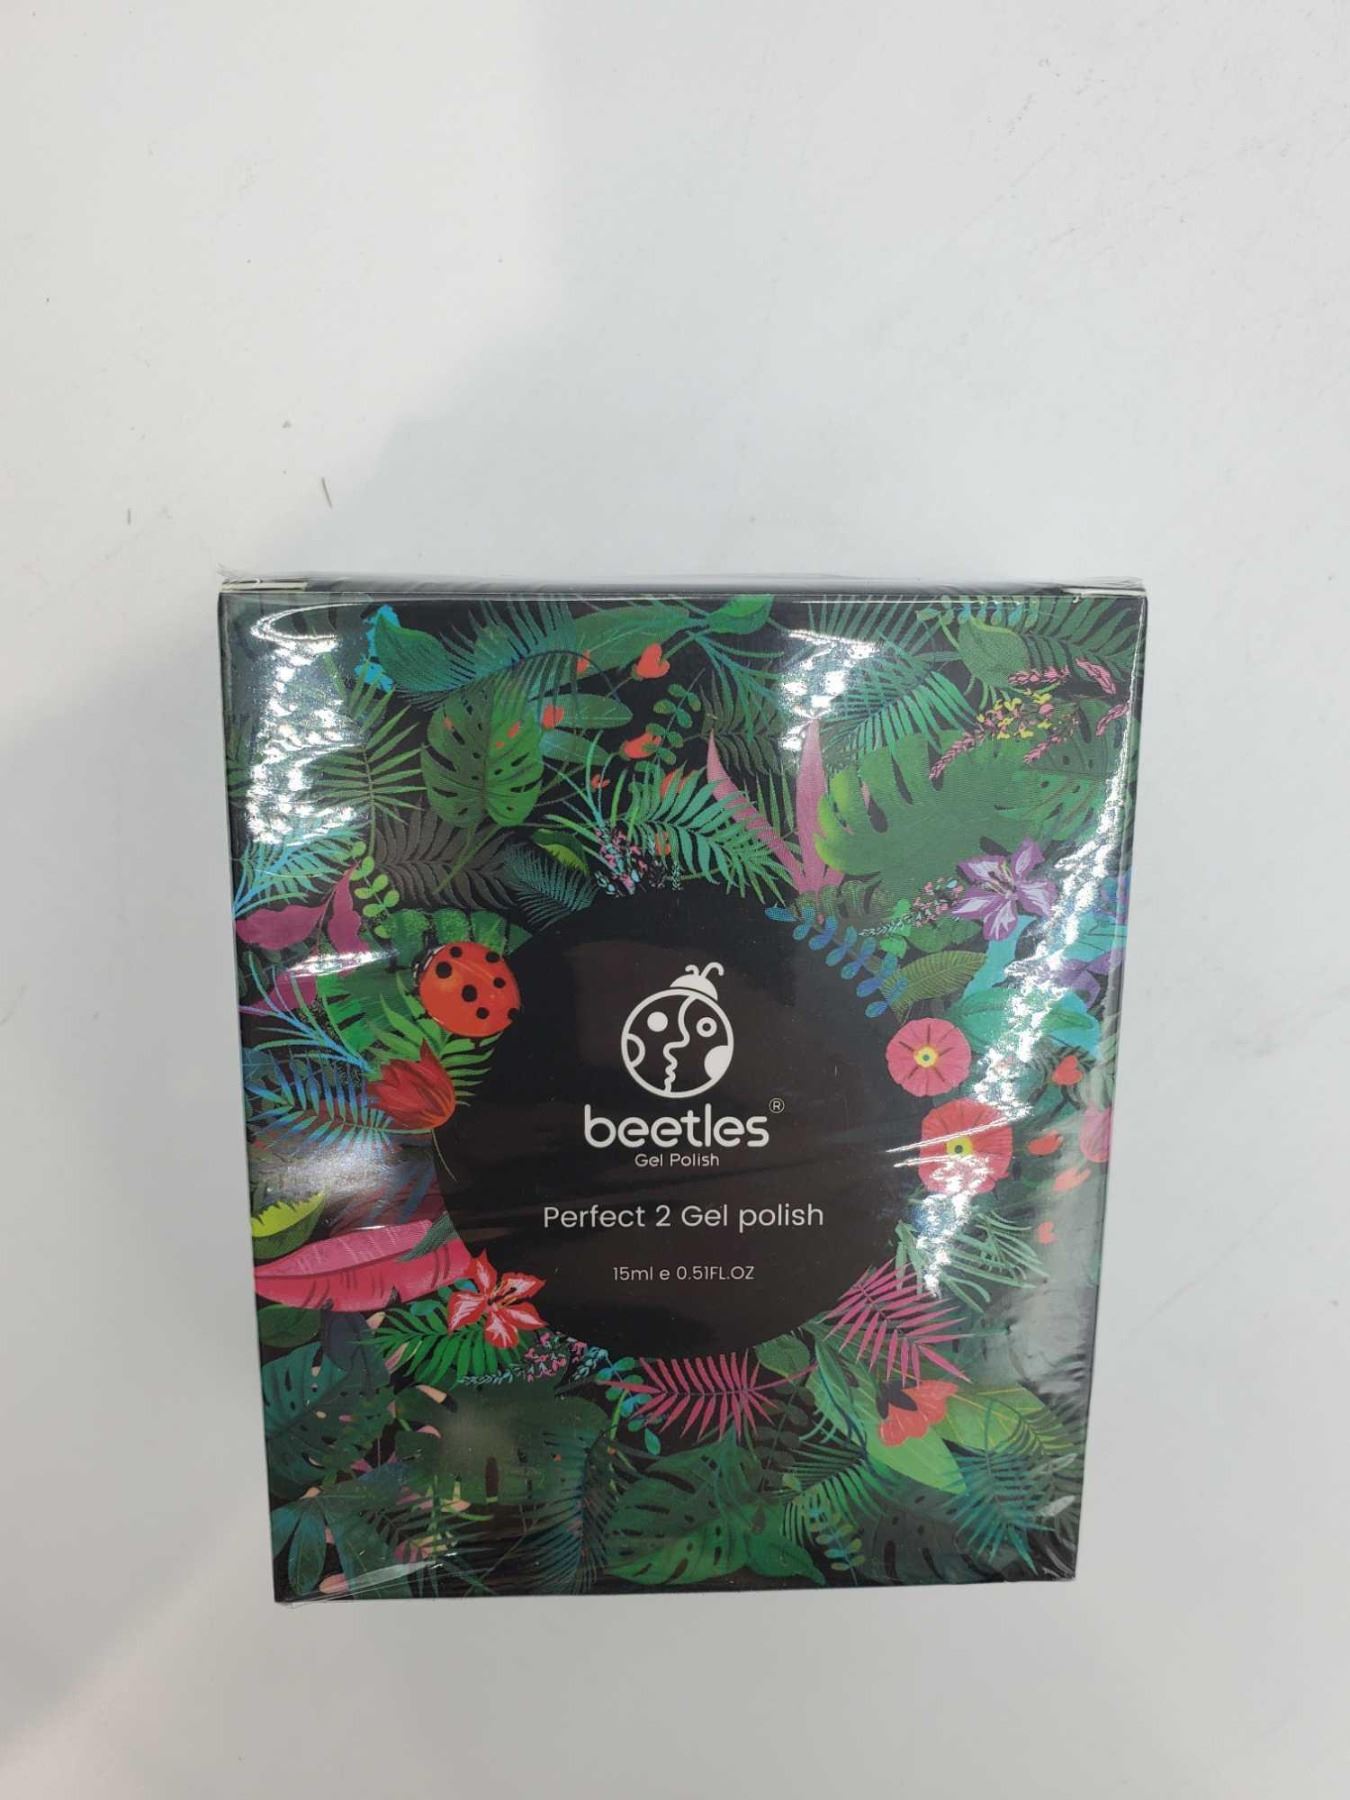 beetles®
Gel Polish
Perfect 2 Gel polish
15ml e 0.51FL.OZ